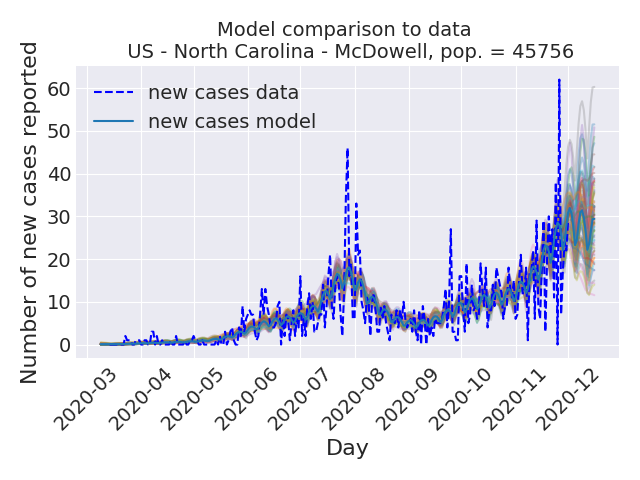 Model comparison to data
US - North Carolina - McDowell, pop. = 45756
Number of new cases reported
60
50
40
30
20
10
0
new cases data
new cases model
2020-03
2020-04
2020-05
2020-06
2020-07
2020-08
2020-09
2020-10
2020-11
2020-12
Day